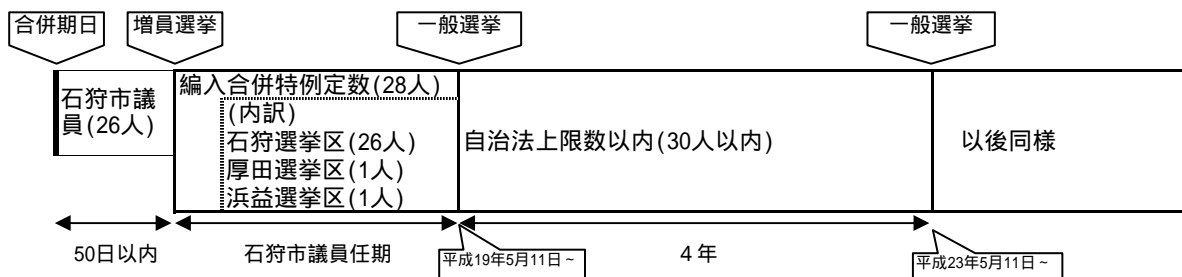 合併期日
増員選挙
一般選挙
一般選挙
石狩市議
員(26人)
編入合併特例定数(28人)
(内訳)
石狩選挙区(26人)
厚田選挙区(1人)
浜益選挙区(1人)
自治法上限数以内(30人以内)
以後同様
50日以内
石狩市議員任期
平成19年5月11日~
4年
平成23年5月11日~